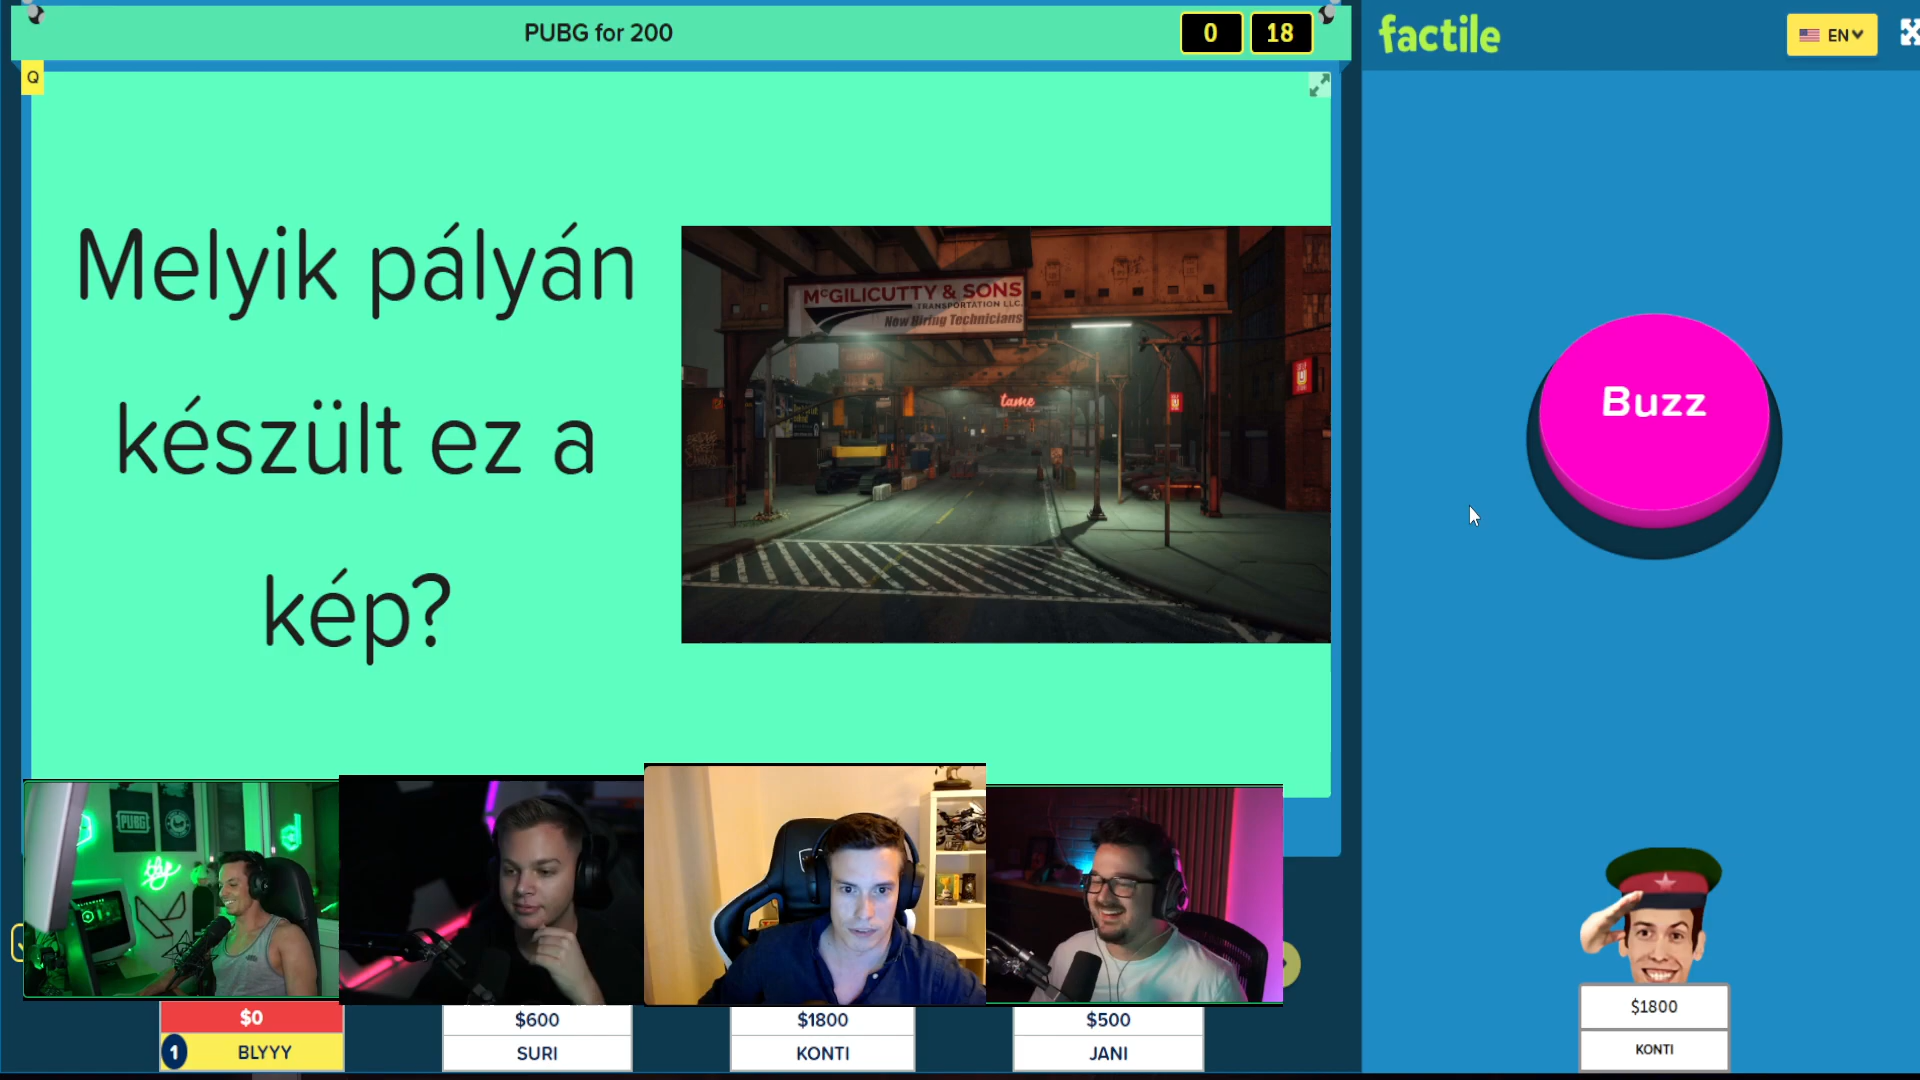 PUBG for 200
0
18
factile
EN
Q
Melyik pályán
készült ez a
kép?
McGILICUTTY & SONS
TRANSPORTATION LLC.
Now Hiring Technicians
tame
Buzz
PUBG
$0
1
BLYYY
$600
SURI
$1800
KONTI
$500
JANI
$1800
KONTI